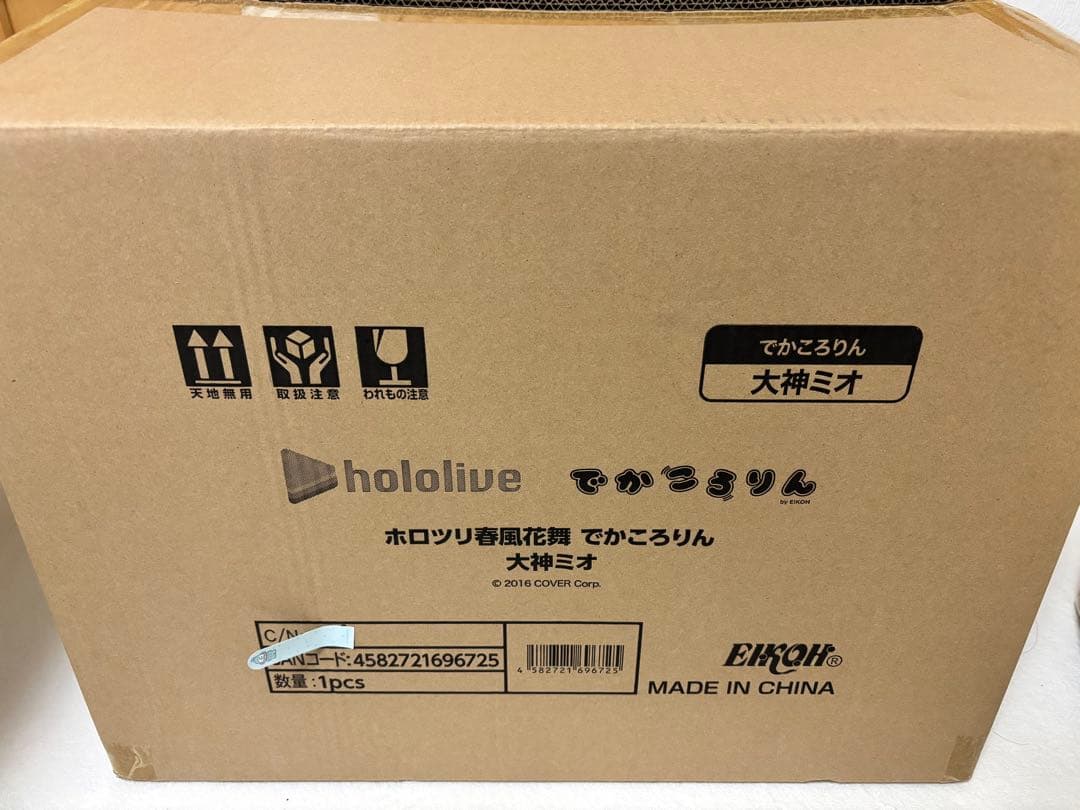 天地無用
取扱注意
われもの注意
でかころりん
大神ミオ
hololive
でかころりん
by EIKOH
ホロツリ春風花舞 でかころりん
大神ミオ
© 2016 COVER Corp.
C/N
ANコード:4582721696725
数量:1pcs
4 582721 696725
EIKOH®
MADE IN CHINA